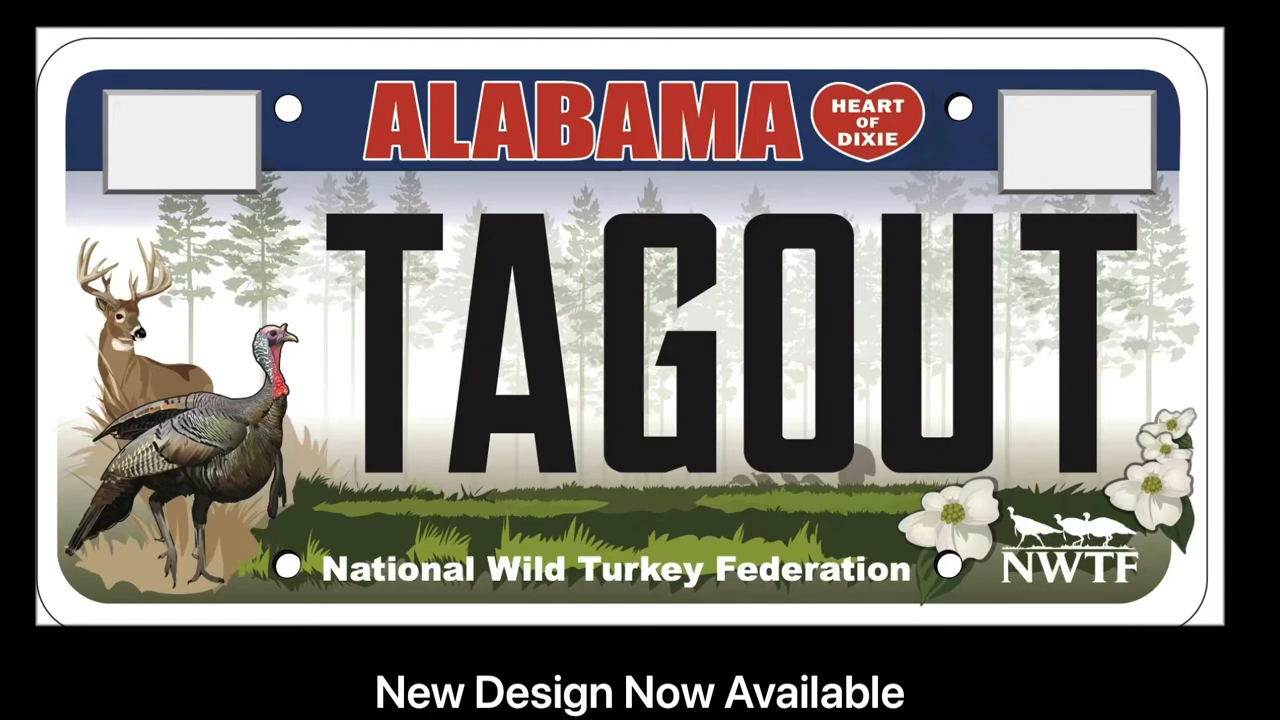 ALABAMA
HEART
OF
DIXIE
TAGOUT
National Wild Turkey Federation
NWTF
New Design Now Available